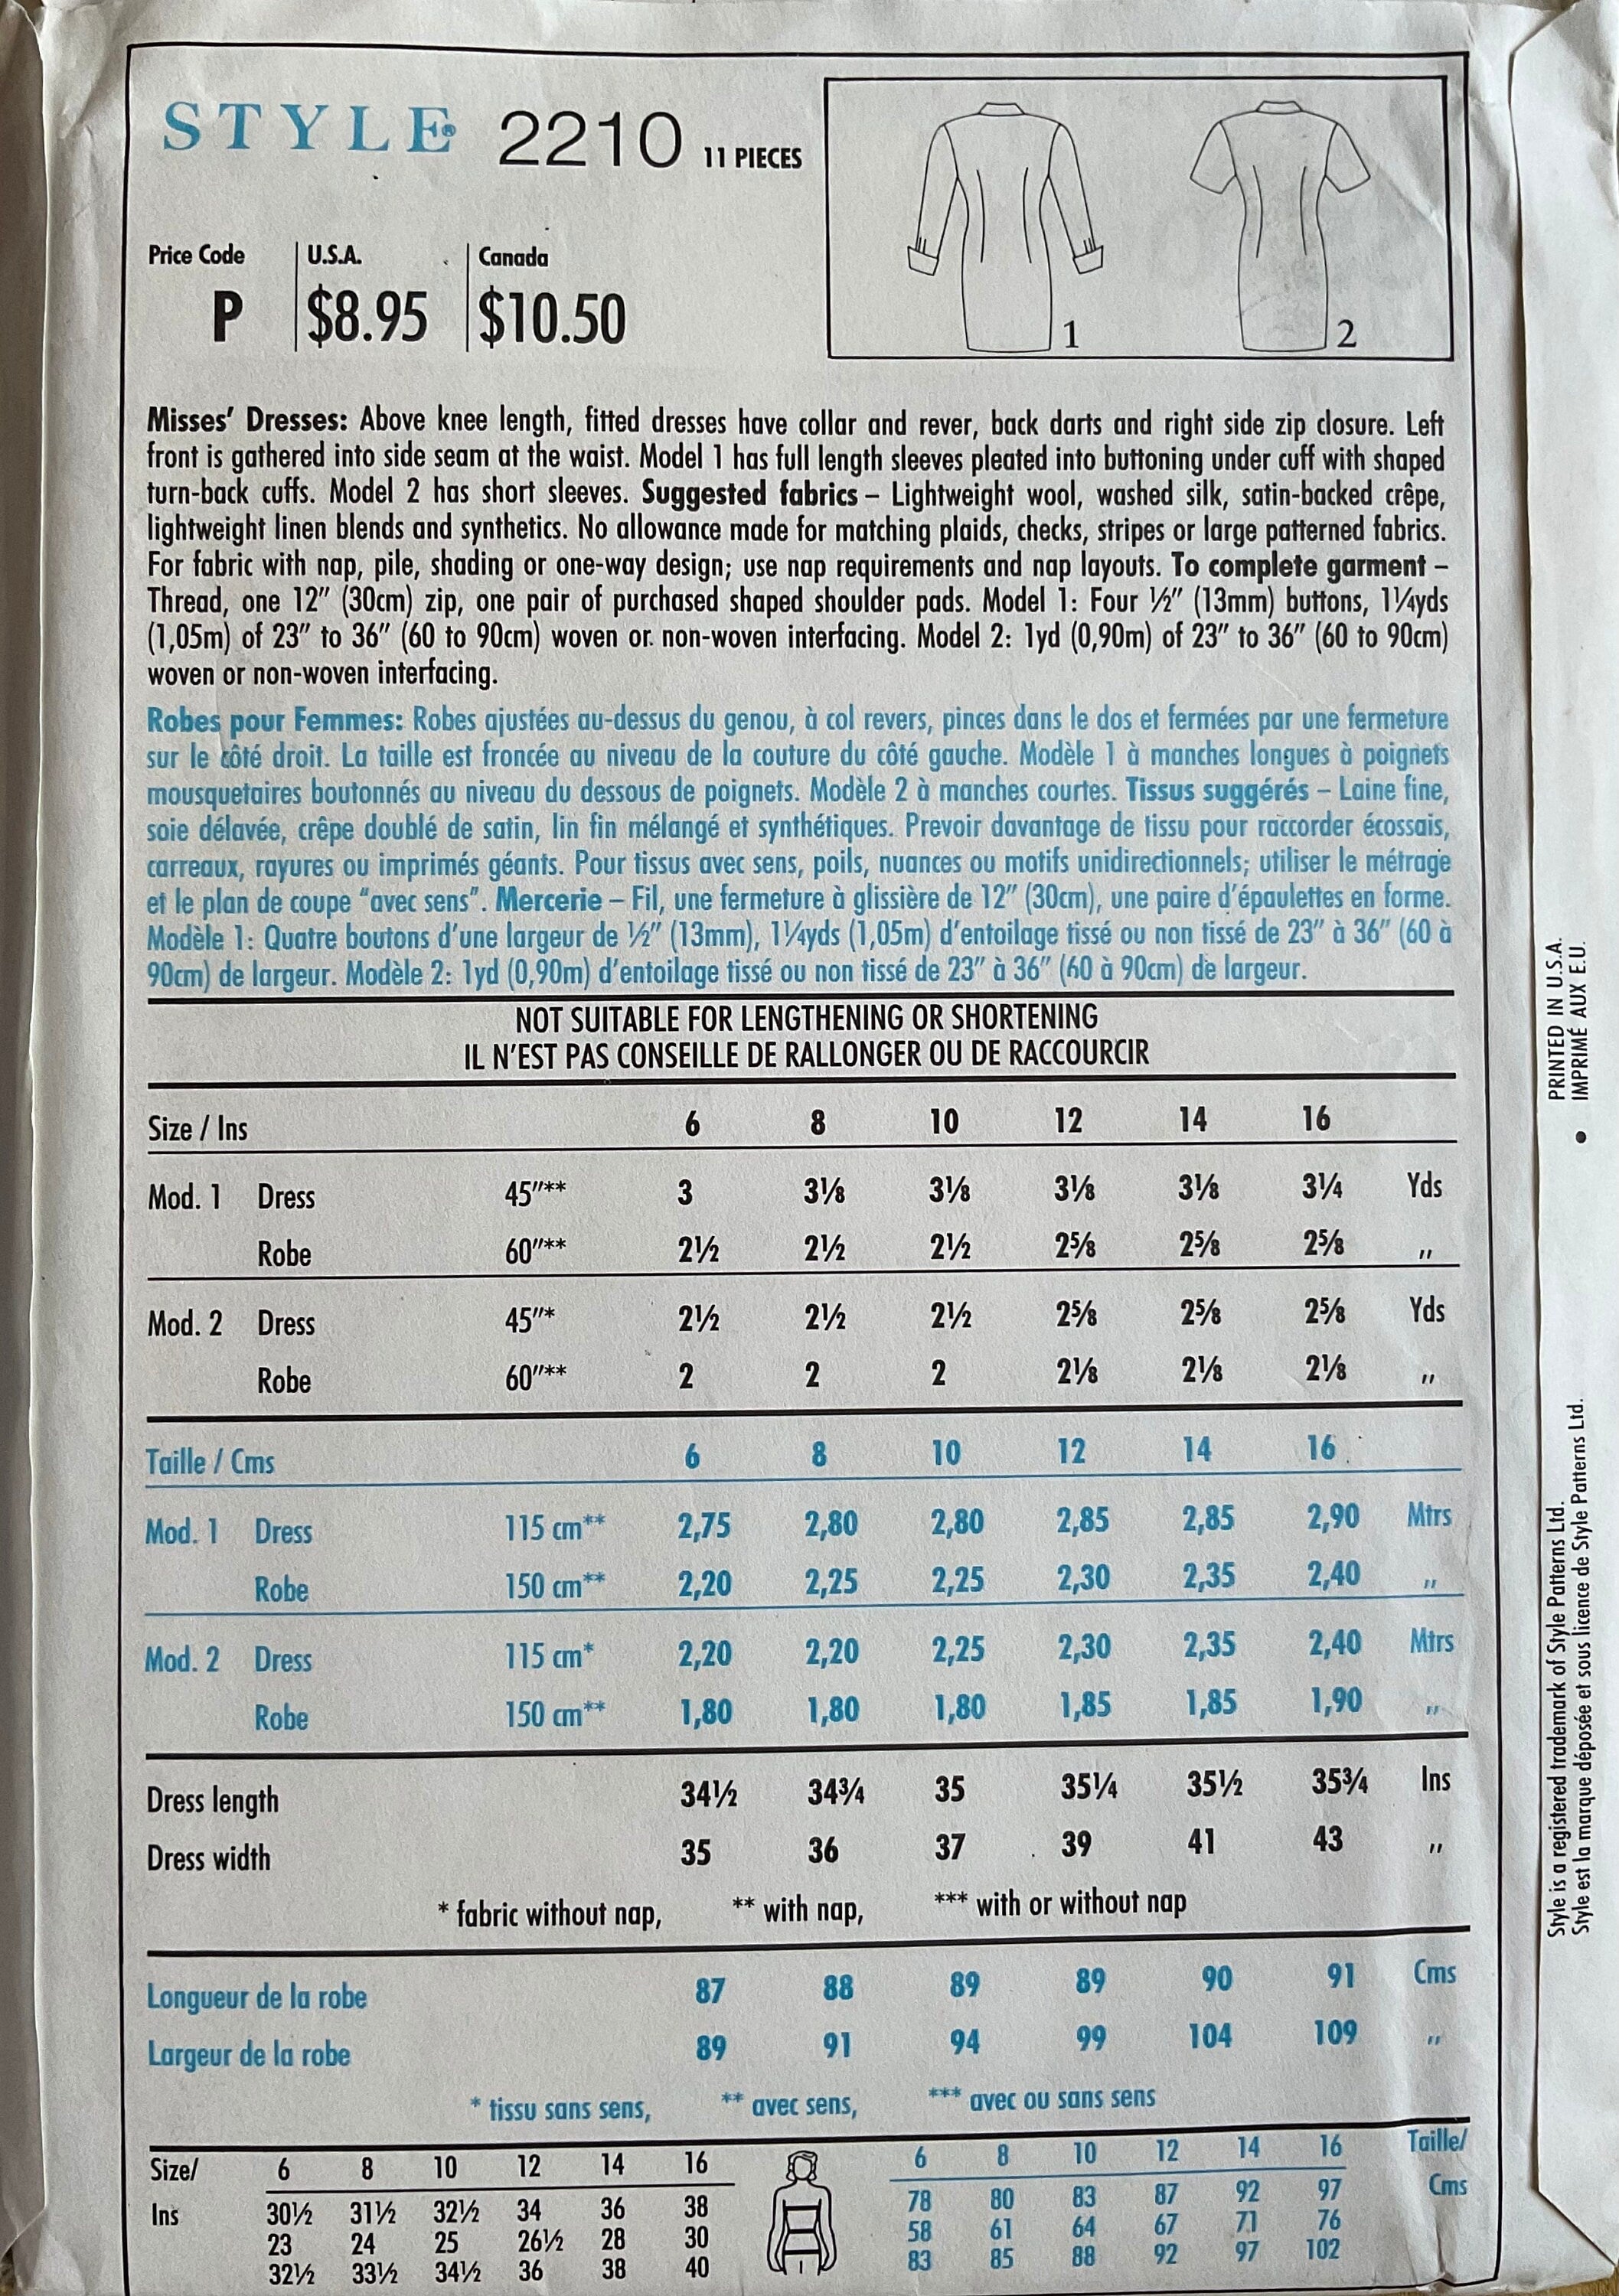 STYLE® 2210 11 PIECES
1
2
Price Code U.S.A. Canada
P $8.95 $10.50
Misses' Dresses: Above knee length, fitted dresses have collar and rever, back darts and right side zip closure. Left
front is gathered into side seam at the waist. Model 1 has full length sleeves pleated into buttoning under cuff with shaped
turn-back cuffs. Model 2 has short sleeves. Suggested fabrics – Lightweight wool, washed silk, satin-backed crêpe,
lightweight linen blends and synthetics. No allowance made for matching plaids, checks, stripes or large patterned fabrics.
For fabric with nap, pile, shading or one-way design; use nap requirements and nap layouts. To complete garment –
Thread, one 12″ (30cm) zip, one pair of purchased shaped shoulder pads. Model 1: Four ½″ (13mm) buttons, 1¼yds
(1,05m) of 23″ to 36″ (60 to 90cm) woven or non-woven interfacing. Model 2: 1yd (0,90m) of 23″ to 36″ (60 to 90cm)
woven or non-woven interfacing.
Robes pour Femmes: Robes ajustées au-dessus du genou, à col revers, pinces dans le dos et fermées par une fermeture
sur le côté droit. La taille est froncée au niveau de la couture du côté gauche. Modèle 1 à manches longues à poignets
mousquetaires boutonnés au niveau du dessous de poignets. Modèle 2 à manches courtes. Tissus suggérés – Laine fine,
soie délavée, crêpe doublé de satin, lin fin mélangé et synthétiques. Prevoir davantage de tissu pour raccorder écossais,
carreaux, rayures ou imprimés géants. Pour tissus avec sens, poils, nuances ou motifs unidirectionnels; utiliser le métrage
et le plan de coupe "avec sens". Mercerie – Fil, une fermeture à glissière de 12″ (30cm), une paire d'épaulettes en forme.
Modèle 1: Quatre boutons d'une largeur de ½″ (13mm), 1¼yds (1,05m) d'entoilage tissé ou non tissé de 23″ à 36″ (60 à
90cm) de largeur. Modèle 2: 1yd (0,90m) d'entoilage tissé ou non tissé de 23″ à 36″ (60 à 90cm) de largeur.
NOT SUITABLE FOR LENGTHENING OR SHORTENING
IL N'EST PAS CONSEILLE DE RALLONGER OU DE RACCOURCIR
Size / Ins 6 8 10 12 14 16
Mod. 1 Dress 45″** 3 3⅛ 3⅛ 3⅛ 3⅛ 3¼ Yds
Robe 60″** 2½ 2½ 2½ 2⅝ 2⅝ 2⅝ ,,
Mod. 2 Dress 45″* 2½ 2½ 2½ 2⅝ 2⅝ 2⅝ Yds
Robe 60″** 2 2 2 2⅛ 2⅛ 2⅛ ,,
Taille / Cms 6 8 10 12 14 16
Mod. 1 Dress 115 cm** 2,75 2,80 2,80 2,85 2,85 2,90 Mtrs
Robe 150 cm** 2,20 2,25 2,25 2,30 2,35 2,40 ,,
Mod. 2 Dress 115 cm* 2,20 2,20 2,25 2,30 2,35 2,40 Mtrs
Robe 150 cm** 1,80 1,80 1,80 1,85 1,85 1,90 ,,
Dress length 34½ 34¾ 35 35¼ 35½ 35¾ Ins
Dress width 35 36 37 39 41 43 ,,
* fabric without nap, ** with nap, *** with or without nap
Longueur de la robe 87 88 89 89 90 91 Cms
Largeur de la robe 89 91 94 99 104 109 ,,
* tissu sans sens, ** avec sens, *** avec ou sans sens
Size/ 6 8 10 12 14 16
Ins 30½ 31½ 32½ 34 36 38
23 24 25 26½ 28 30
32½ 33½ 34½ 36 38 40
6 8 10 12 14 16 Taille/
78 80 83 87 92 97 Cms
58 61 64 67 71 76
83 85 88 92 97 102
Style is a registered trademark of Style Patterns Ltd. PRINTED IN U.S.A.
Style est la marque déposée et sous licence de Style Patterns Ltd. • IMPRIMÉ AUX E.U.